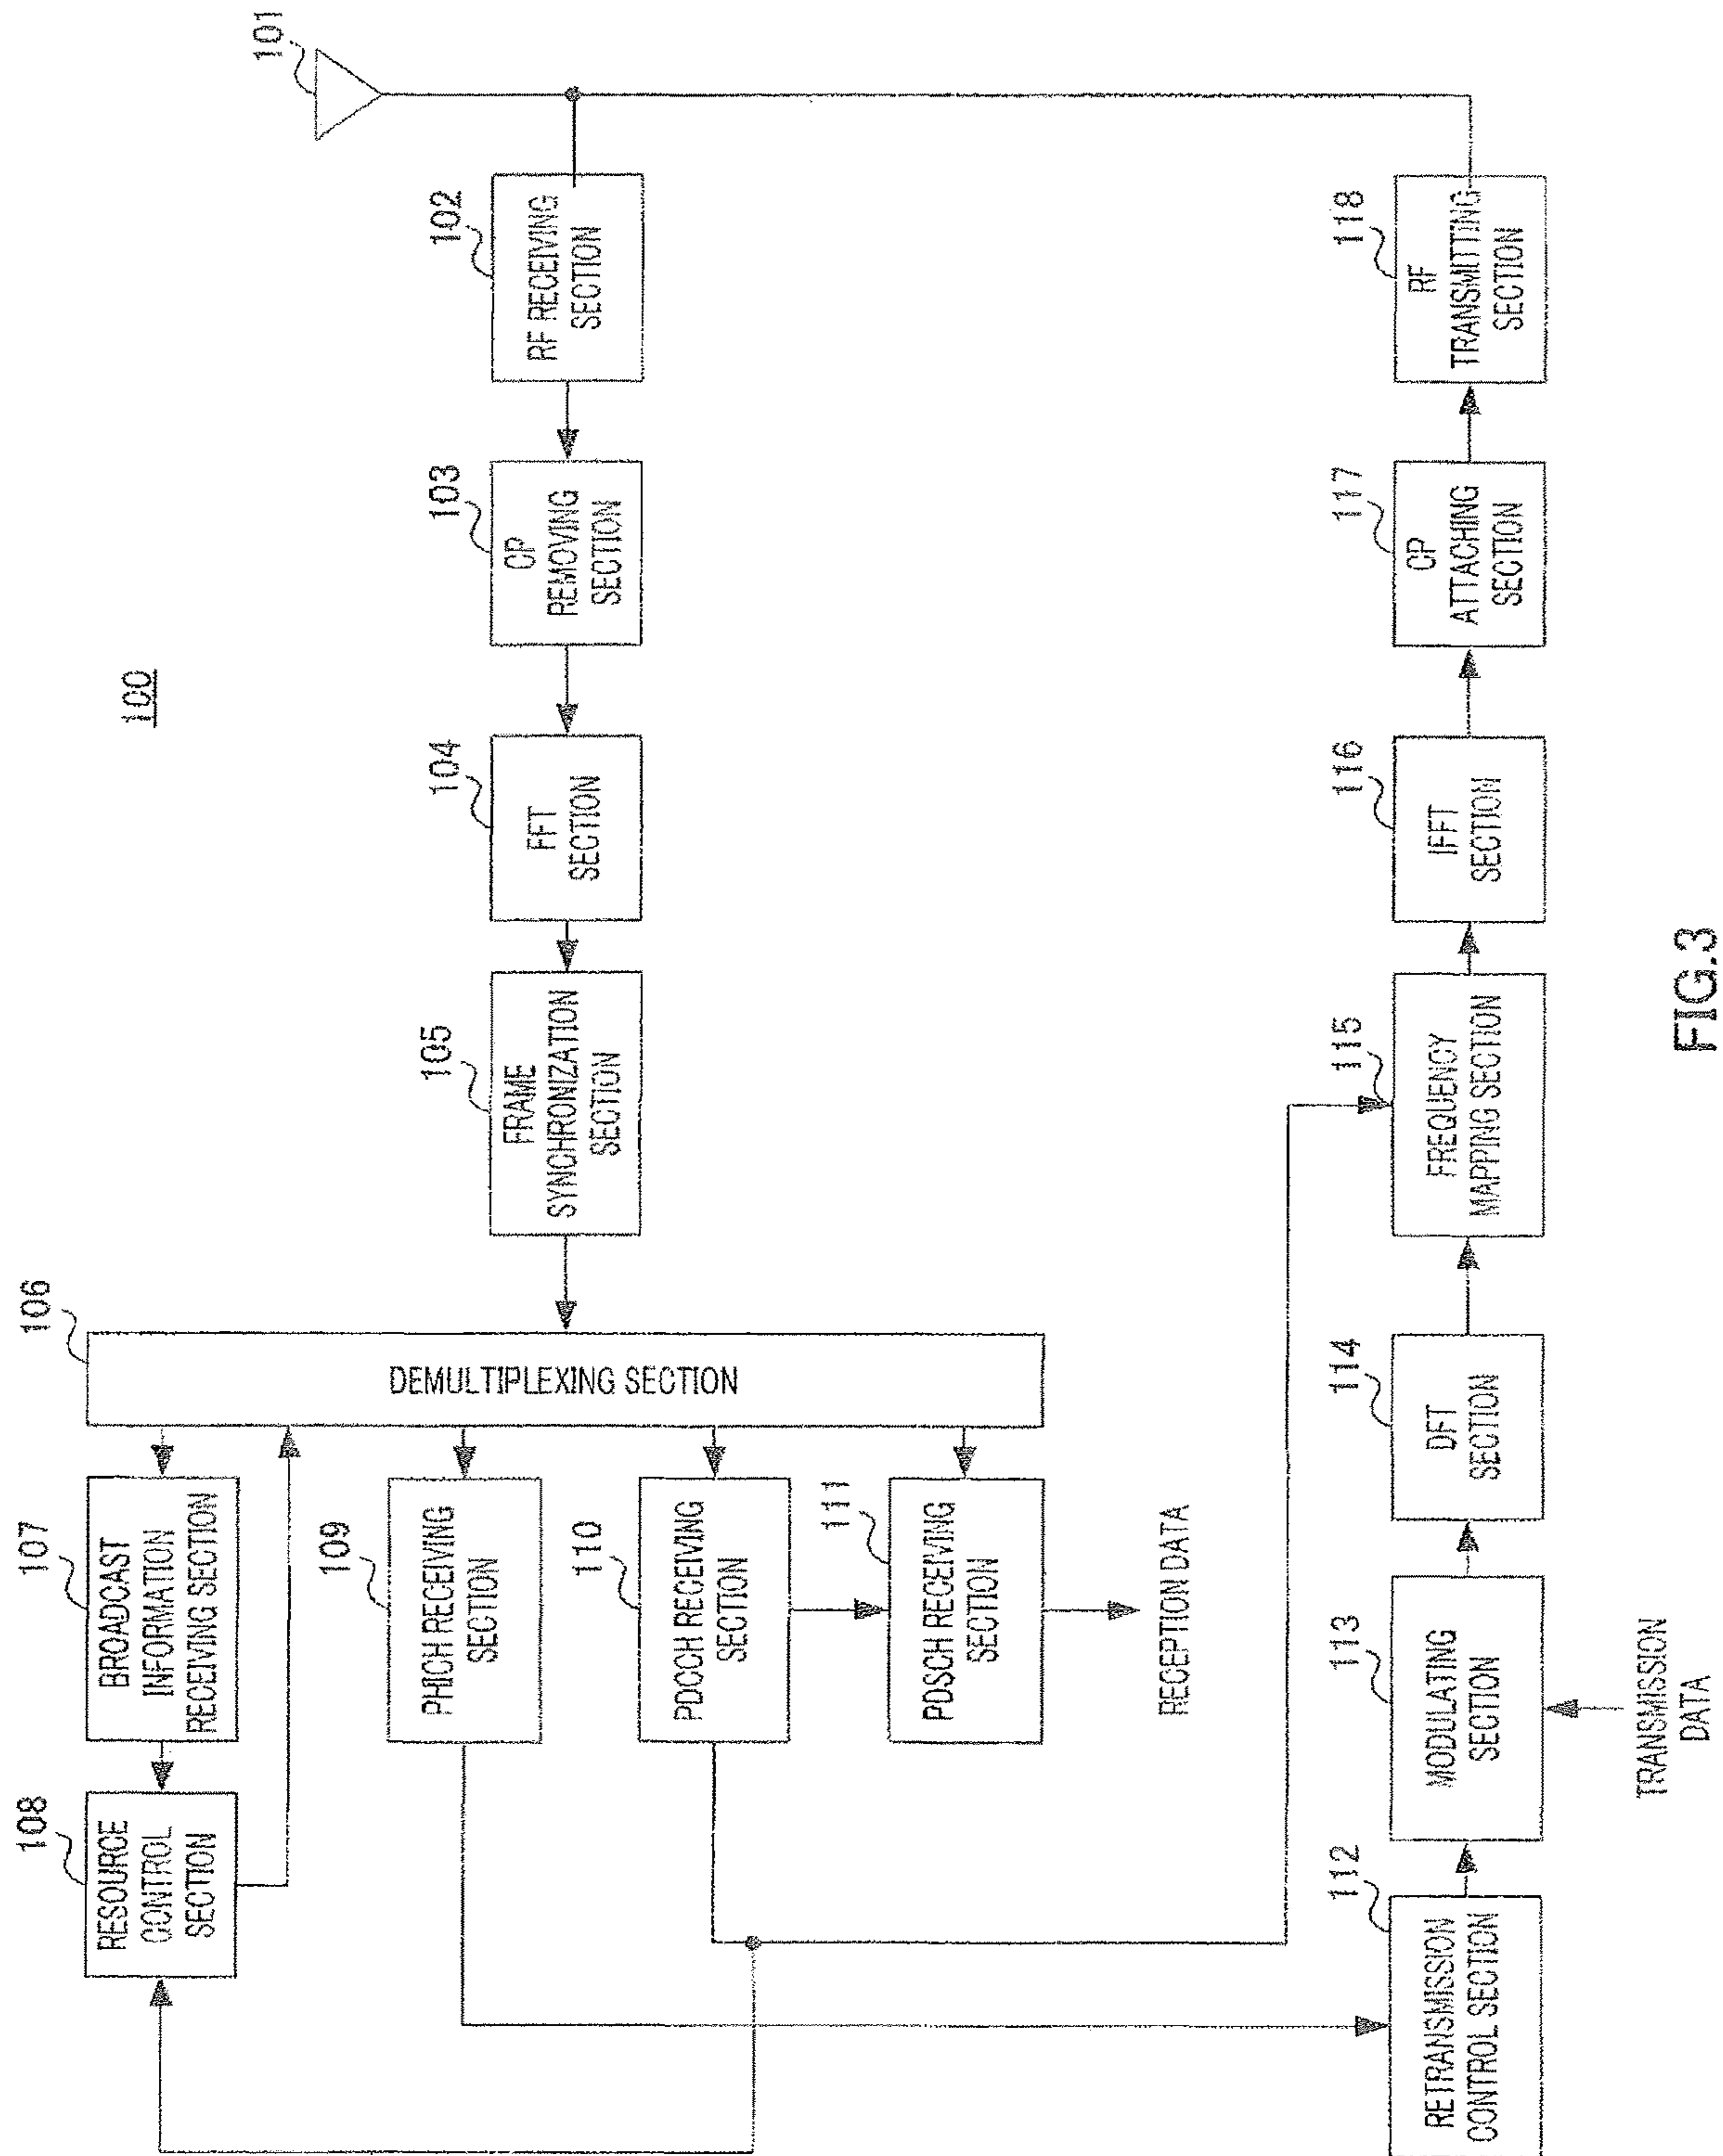 100
101
102
RF RECEIVING
SECTION
103
CP
REMOVING
SECTION
104
FFT
SECTION
105
FRAME
SYNCHRONIZATION
SECTION
106
DEMULTIPLEXING SECTION
107
BROADCAST
INFORMATION
RECEIVING SECTION
108
RESOURCE
CONTROL
SECTION
109
PHICH RECEIVING
SECTION
110
PDCCH RECEIVING
SECTION
111
PDSCH RECEIVING
SECTION
RECEPTION DATA
112
RETRANSMISSION
CONTROL SECTION
113
MODULATING
SECTION
TRANSMISSION
DATA
114
DFT
SECTION
115
FREQUENCY
MAPPING SECTION
116
IFFT
SECTION
117
CP
ATTACHING
SECTION
118
RF
TRANSMITTING
SECTION
FIG.3